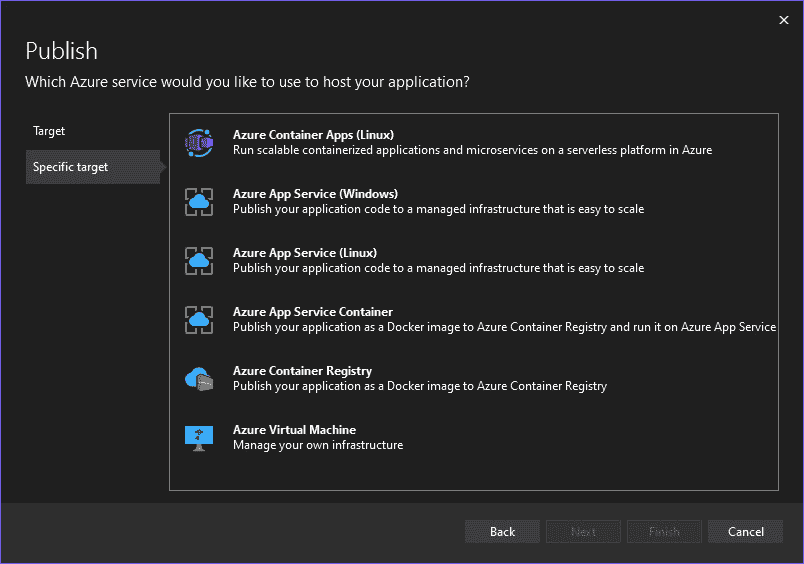 Publish
Which Azure service would you like to use to host your application?
Target
Specific target
Azure Container Apps (Linux)
Run scalable containerized applications and microservices on a serverless platform in Azure
Azure App Service (Windows)
Publish your application code to a managed infrastructure that is easy to scale
Azure App Service (Linux)
Publish your application code to a managed infrastructure that is easy to scale
Azure App Service Container
Publish your application as a Docker image to Azure Container Registry and run it on Azure App Service
Azure Container Registry
Publish your application as a Docker image to Azure Container Registry
Azure Virtual Machine
Manage your own infrastructure
Back
Next
Finish
Cancel